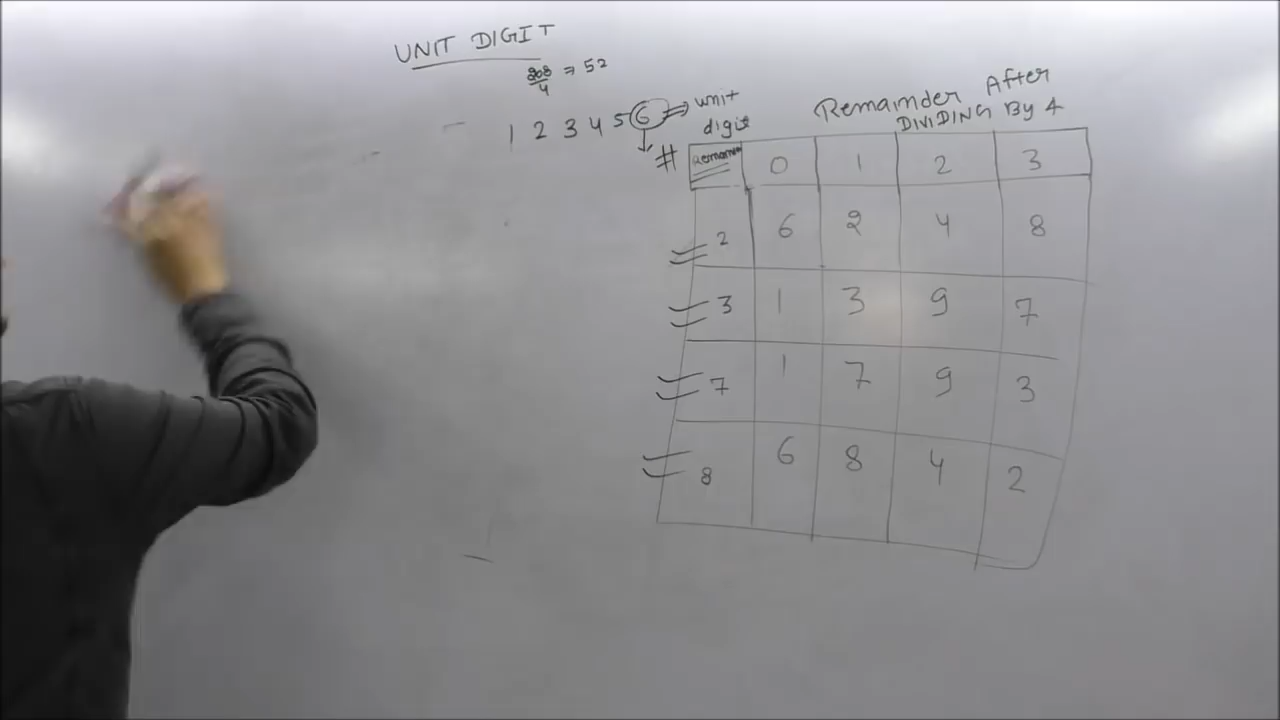 UNIT DIGIT
208/4 ⇒ 52
1 2 3 4 5 6 ⇒ unit digit
Remainder After
DIVIDING By 4
# Remainder 0 1 2 3
2 6 2 4 8
3 1 3 9 7
7 1 7 9 3
8 6 8 4 2